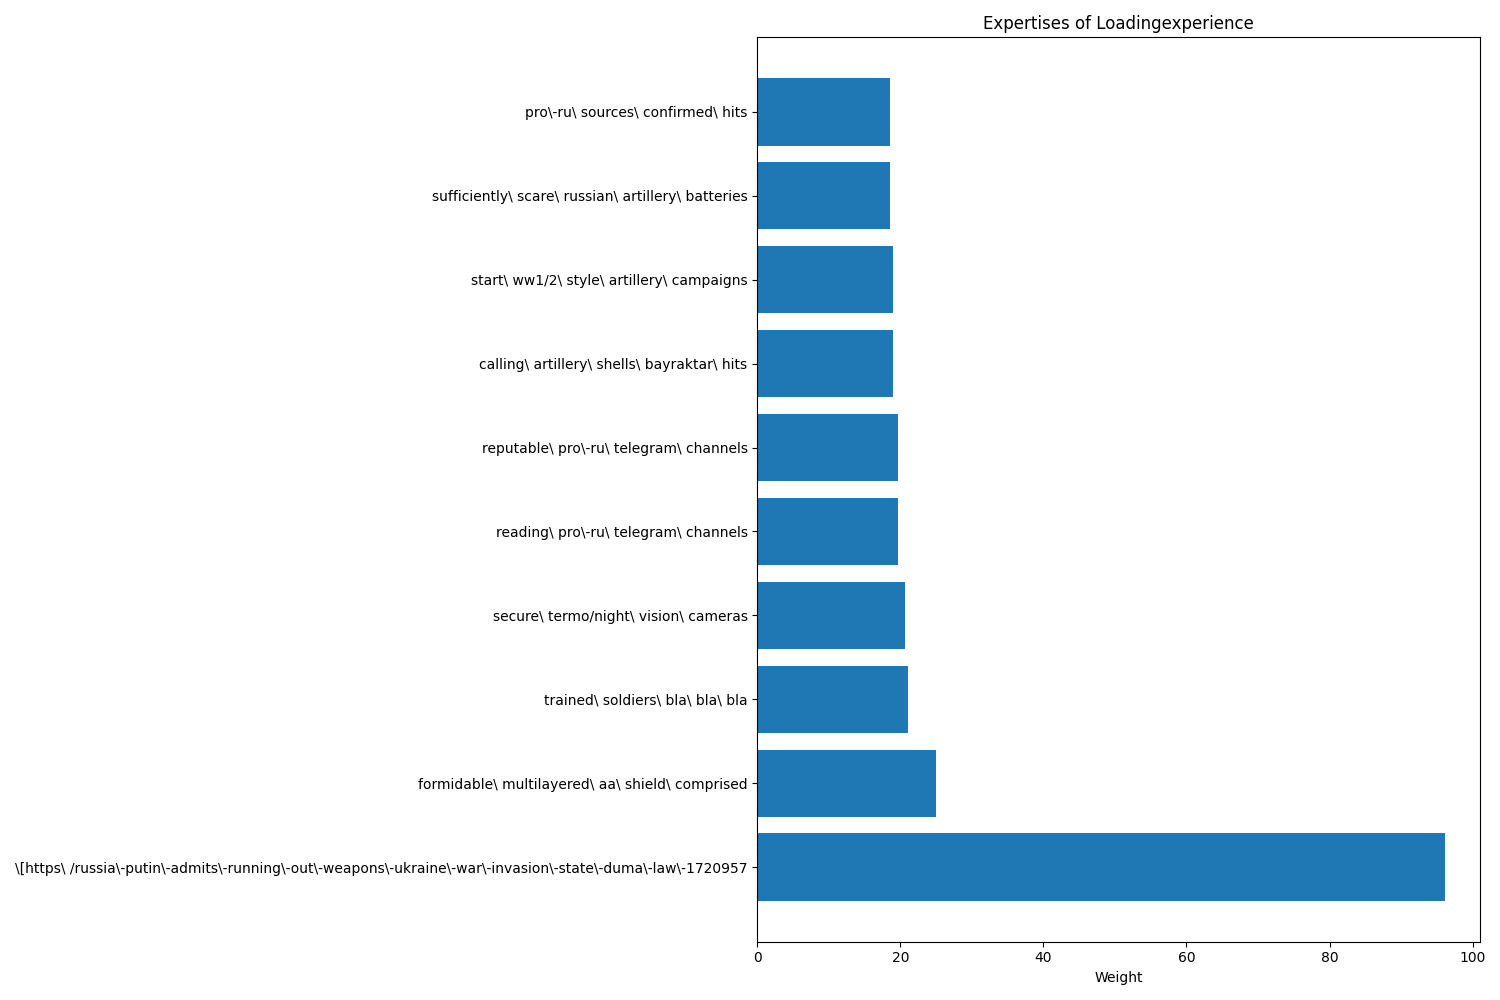 Expertises of Loadingexperience
pro\-ru\ sources\ confirmed\ hits
sufficiently\ scare\ russian\ artillery\ batteries
start\ ww1/2\ style\ artillery\ campaigns
calling\ artillery\ shells\ bayraktar\ hits
reputable\ pro\-ru\ telegram\ channels
reading\ pro\-ru\ telegram\ channels
secure\ termo/night\ vision\ cameras
trained\ soldiers\ bla\ bla\ bla
formidable\ multilayered\ aa\ shield\ comprised
\[https\ /russia\-putin\-admits\-running\-out\-weapons\-ukraine\-war\-invasion\-state\-duma\-law\-1720957
0 20 40 60 80 100
Weight